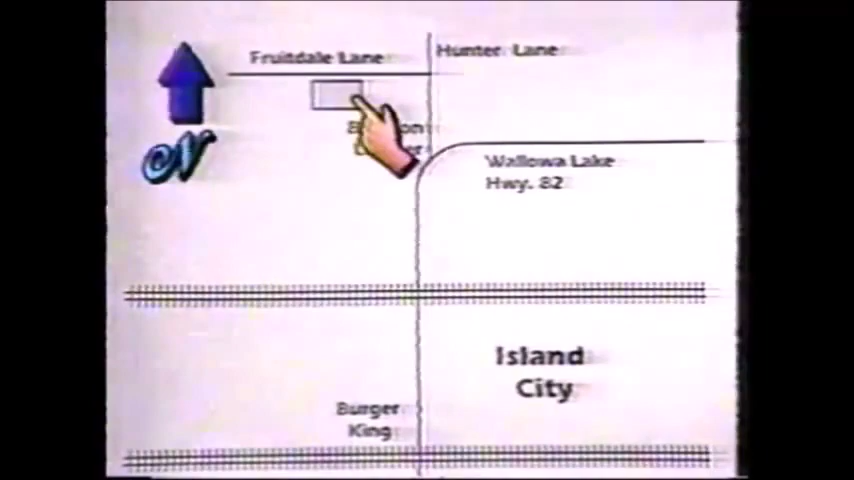 Fruitdale Lane
Hunter Lane
N
Wallowa Lake
Hwy. 82
Island
City
Burger
King